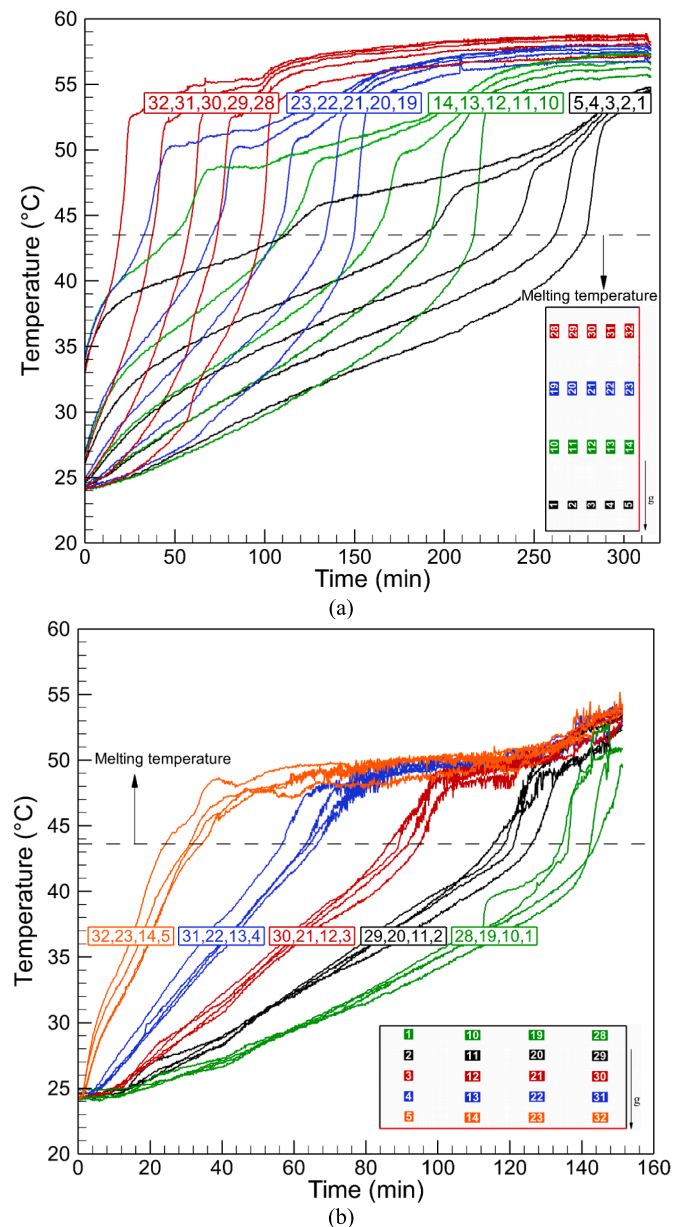 60
55
50
45
40
35
30
25
20
Temperature (°C)
32,31,30,29,28
23,22,21,20,19
14,13,12,11,10
5,4,3,2,1
Melting temperature
28 29 30 31 32
19 20 21 22 23
10 11 12 13 14
1 2 3 4 5
g
0 50 100 150 200 250 300
Time (min)
(a)
60
55
50
45
40
35
30
25
20
Temperature (°C)
Melting temperature
32,23,14,5
31,22,13,4
30,21,12,3
29,20,11,2
28,19,10,1
1 10 19 28
2 11 20 29
3 12 21 30
4 13 22 31
5 14 23 32
g
0 20 40 60 80 100 120 140 160
Time (min)
(b)